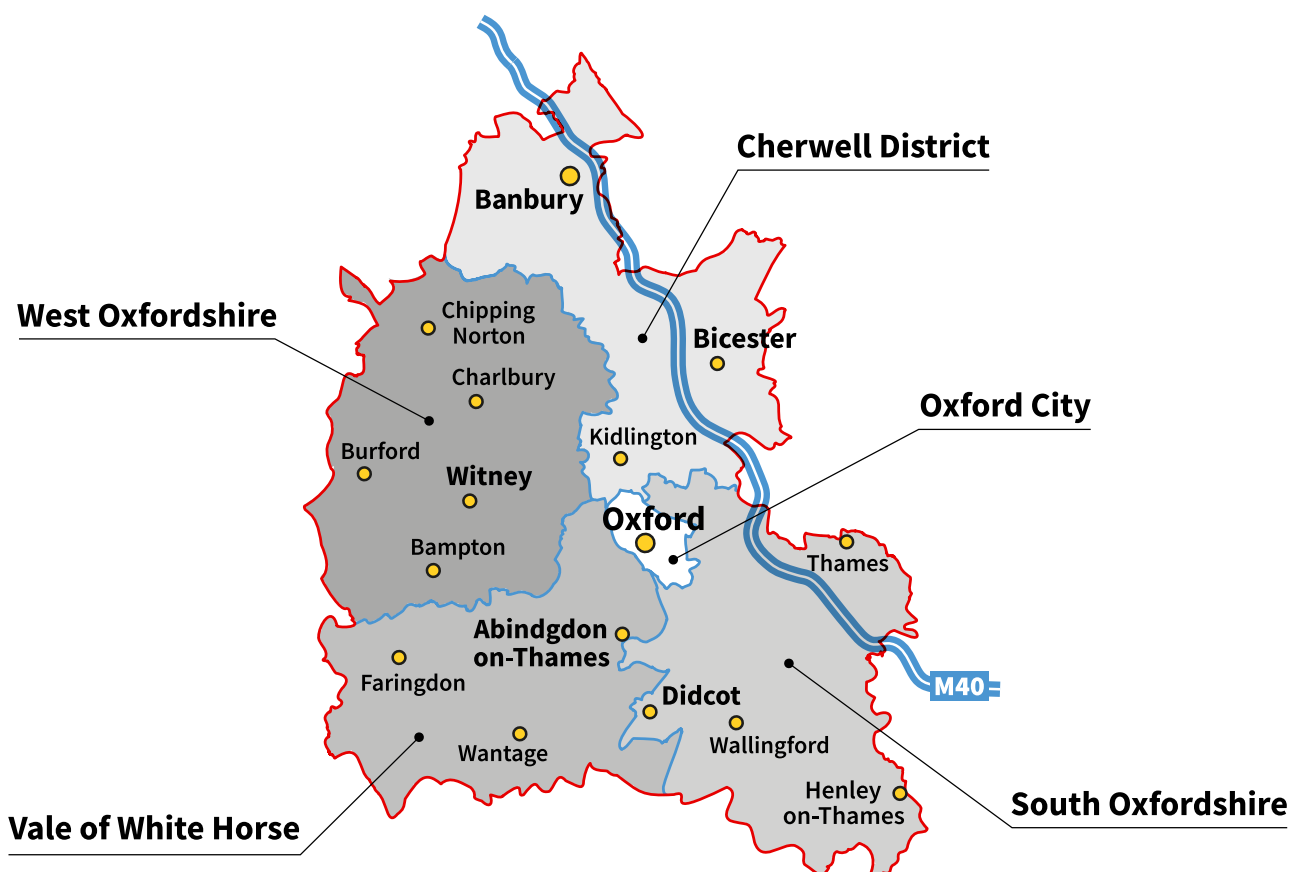 Cherwell District
Banbury
West Oxfordshire
Chipping
Norton
Bicester
Charlbury
Oxford City
Kidlington
Burford
Witney
Oxford
Bampton
Thames
Abindgdon
on-Thames
Faringdon
M40
Didcot
Wallingford
Wantage
Henley
on-Thames
South Oxfordshire
Vale of White Horse